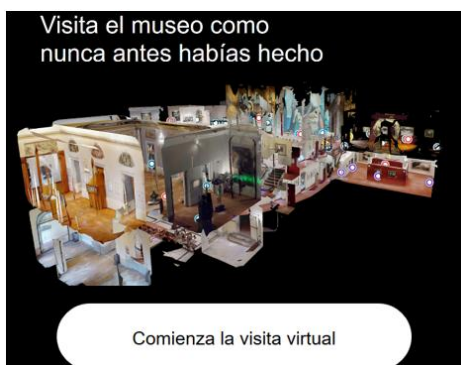 Visita el museo como
nunca antes habías hecho
Comienza la visita virtual